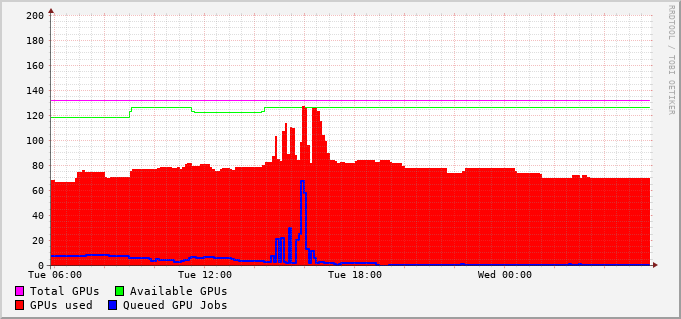 200
180
160
140
120
100
80
60
40
20
0
Tue 06:00 Tue 12:00 Tue 18:00 Wed 00:00
Total GPUs Available GPUs
GPUs used Queued GPU Jobs
RRDTOOL / TOBI OETIKER